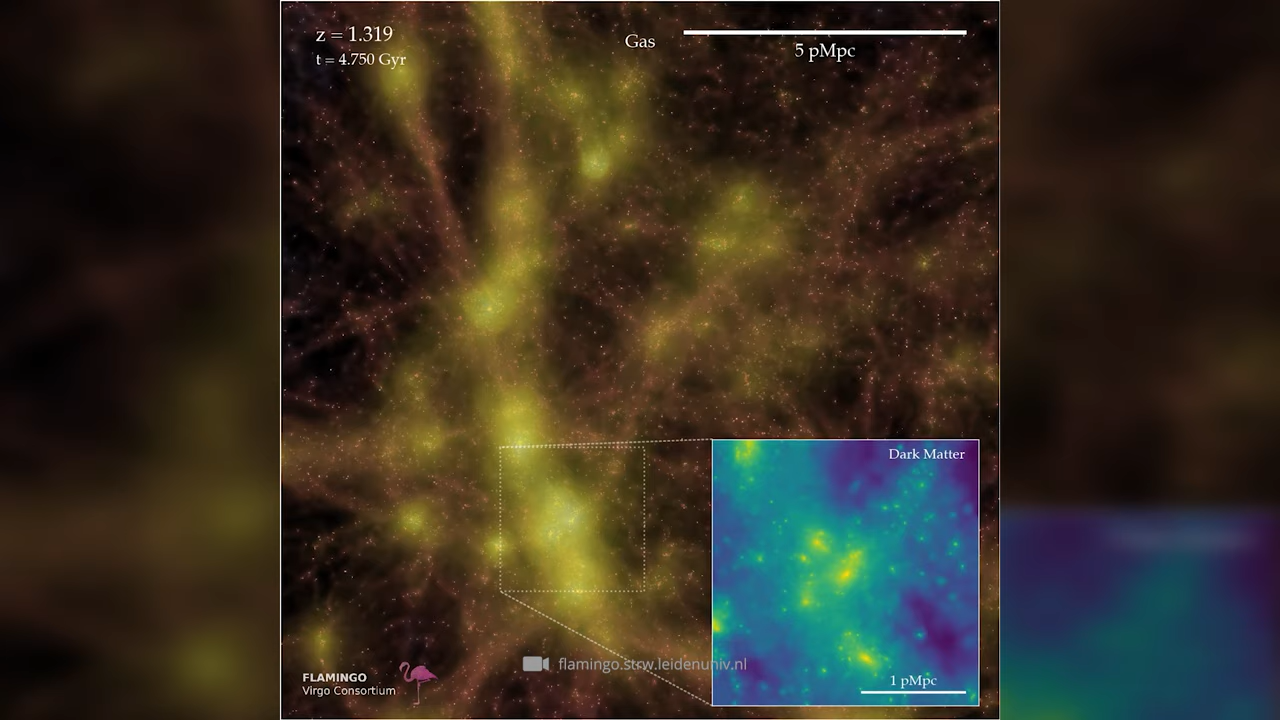 z = 1.319
t = 4.750 Gyr
Gas
5 pMpc
Dark Matter
1 pMpc
flamingo.strw.leidenuniv.nl
FLAMINGO
Virgo Consortium